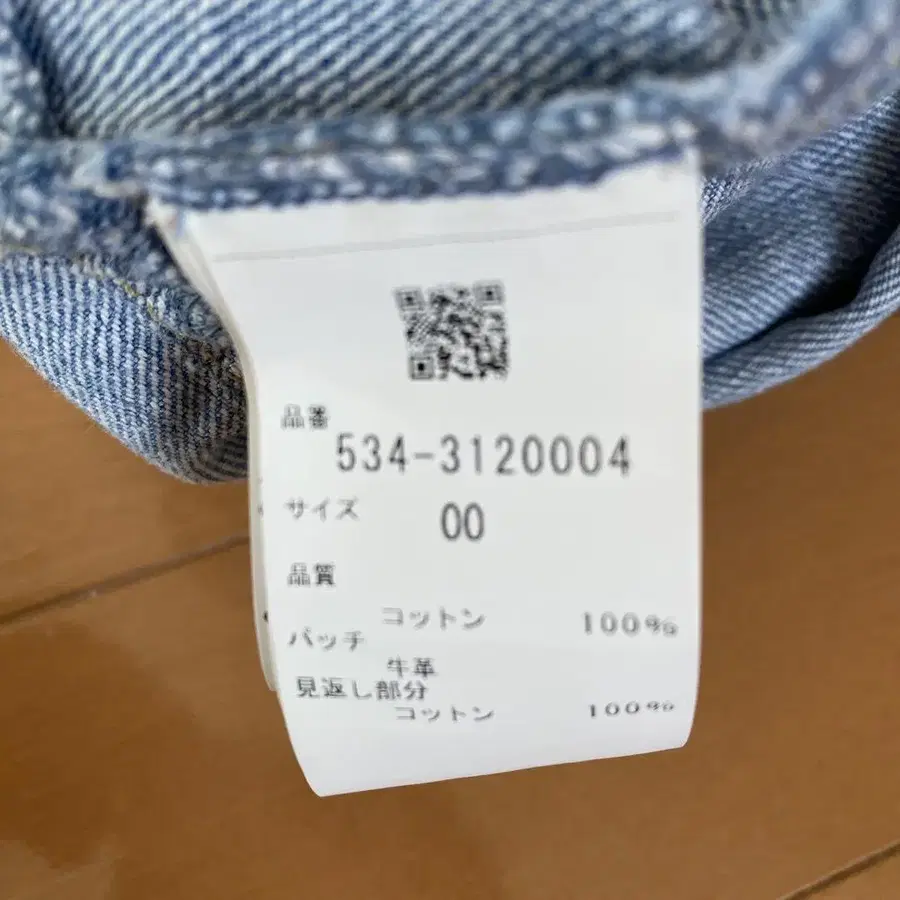 品番
534-3120004
サイズ 00
品質
コットン 100%
パッチ
牛革
見返し部分
コットン 100%